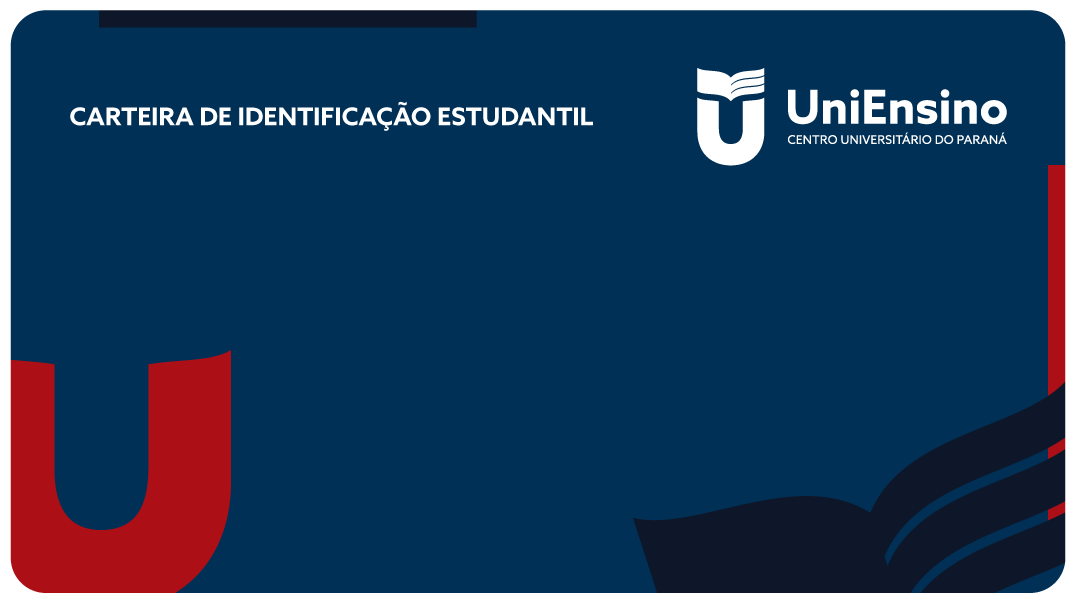 CARTEIRA DE IDENTIFICAÇÃO ESTUDANTIL
UniEnsino
CENTRO UNIVERSITÁRIO DO PARANÁ